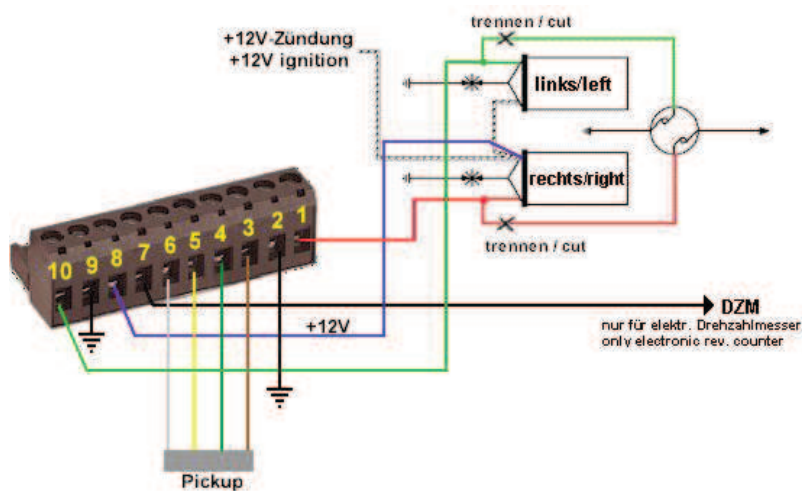 trennen / cut
+12V-Zündung
+12V ignition
links/left
rechts/right
trennen / cut
10 9 8 7 6 5 4 3 2 1
+12V
DZM
nur für elektr. Drehzahlmesser
only electronic rev. counter
Pickup